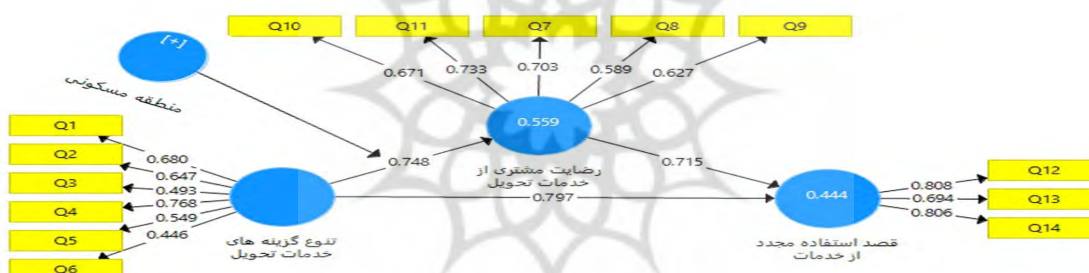 Q10
Q11
Q7
Q8
Q9
[+]
منطقه مسکونی
0.671
0.733
0.703
0.589
0.627
0.559
رضایت مشتری از
خدمات تحویل
Q1
Q2
Q3
Q4
Q5
Q6
0.680
0.647
0.493
0.768
0.549
0.446
تنوع گزینه های
خدمات تحویل
0.748
0.715
0.797
0.444
قصد استفاده مجدد
از خدمات
0.808
0.694
0.806
Q12
Q13
Q14